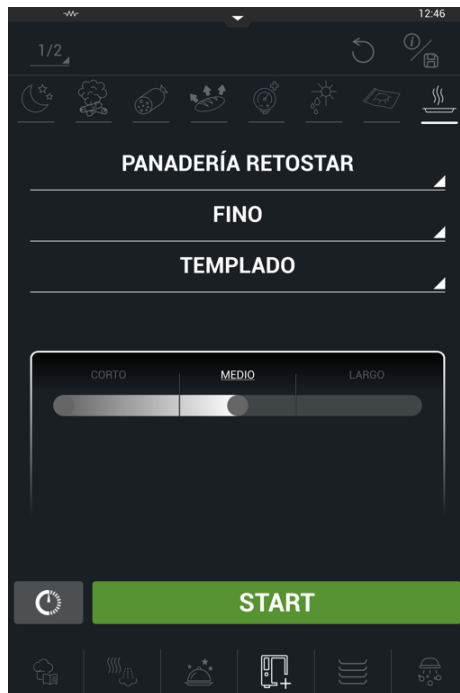 12:46
1/2
PANADERÍA RETOSTAR
FINO
TEMPLADO
CORTO MEDIO LARGO
START